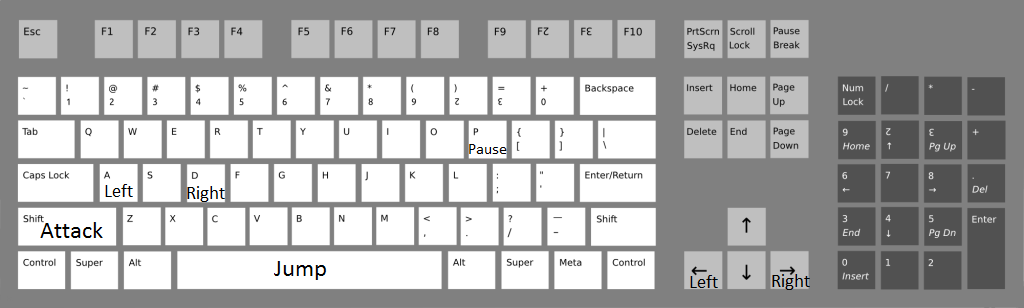 Esc F1 F2 F3 F4 F5 F6 F7 F8 F9 F↊ F↋ F10 PrtScrn Scroll Pause
SysRq Lock Break
~ ! @ # $ % ^ & * ( ) = + Backspace Insert Home Page Num / * -
` 1 2 3 4 5 6 7 8 9 ↊ ↋ 0 Up Lock
Tab Q W E R T Y U I O P { } | Delete End Page 9 ↊ ↋ +
Pause [ ] \ Down Home ↑ Pg Up
Caps Lock A S D F G H J K L : " Enter/Return 6 7 8 .
Left Right ; ' ← → Del
Shift Z X C V B N M < > ? — Shift ↑ 3 4 5 Enter
Attack , . / – End ↓ Pg Dn
Control Super Alt Jump Alt Super Meta Control ← ↓ → 0 1 2
Left Right Insert